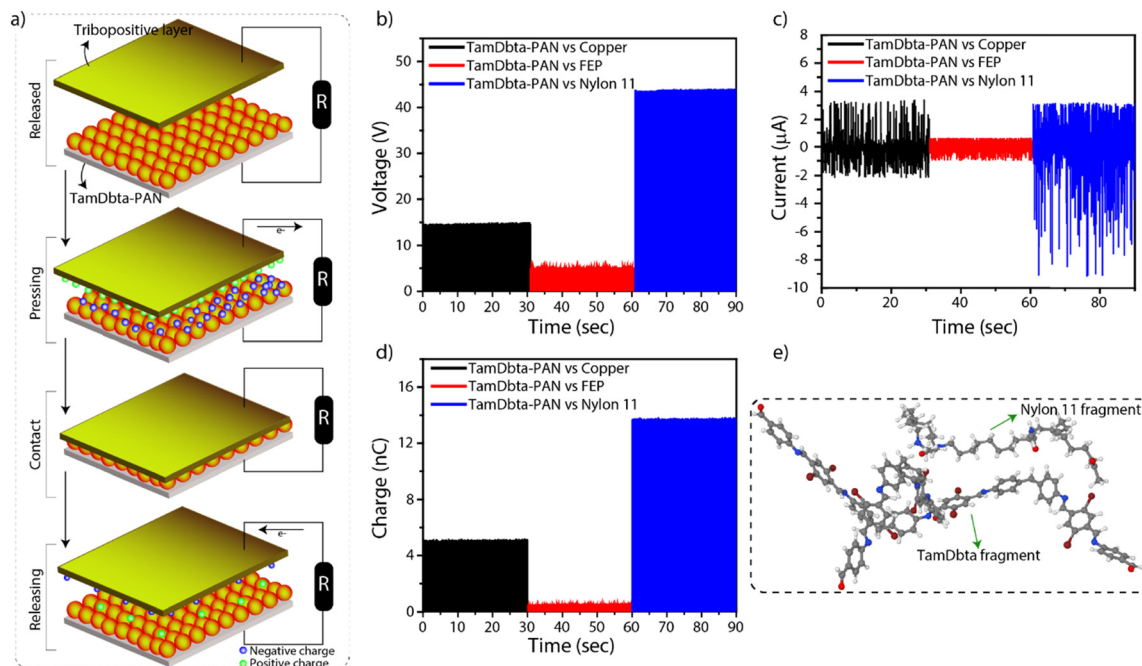 a)
Tribopositive layer
Released
R
TamDbta-PAN
e-
Pressing
R
Contact
R
e-
Releasing
R
Negative charge
Positive charge
b)
TamDbta-PAN vs Copper
TamDbta-PAN vs FEP
TamDbta-PAN vs Nylon 11
Voltage (V)
50
40
30
20
10
0
0 10 20 30 40 50 60 70 80 90
Time (sec)
c)
TamDbta-PAN vs Copper
TamDbta-PAN vs FEP
TamDbta-PAN vs Nylon 11
Current (µA)
8
6
4
2
0
-2
-4
-6
-8
-10
0 20 40 60 80
Time (sec)
d)
TamDbta-PAN vs Copper
TamDbta-PAN vs FEP
TamDbta-PAN vs Nylon 11
Charge (nC)
16
12
8
4
0
0 10 20 30 40 50 60 70 80 90
Time (sec)
e)
Nylon 11 fragment
TamDbta fragment